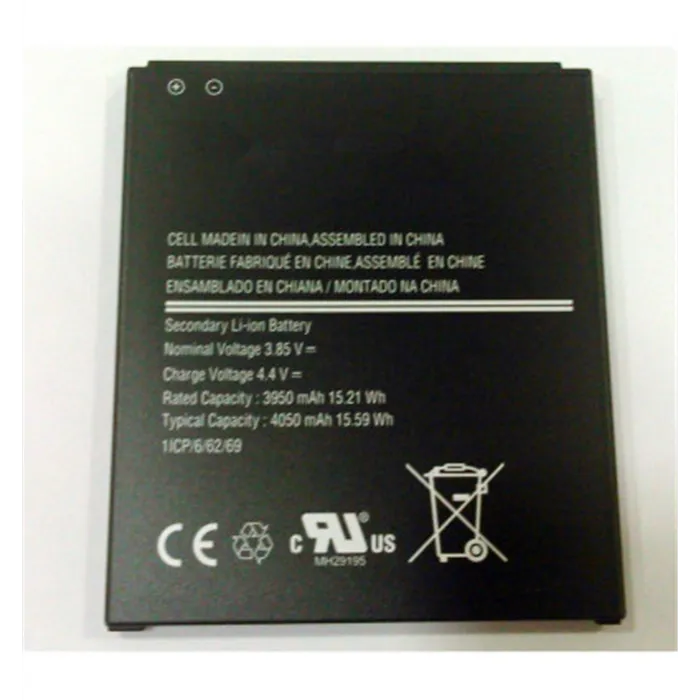 + -
CELL MADEIN IN CHINA,ASSEMBLED IN CHINA
BATTERIE FABRIQUÉ EN CHINE,ASSEMBLÉ EN CHINE
ENSAMBLADO EN CHIANA / MONTADO NA CHINA
Secondary Li-ion Battery
Nominal Voltage 3.85 V ⎓
Charge Voltage 4.4 V ⎓
Rated Capacity : 3950 mAh 15.21 Wh
Typical Capacity : 4050 mAh 15.59 Wh
1ICP/6/62/69
CE c RU ® US
MH29195